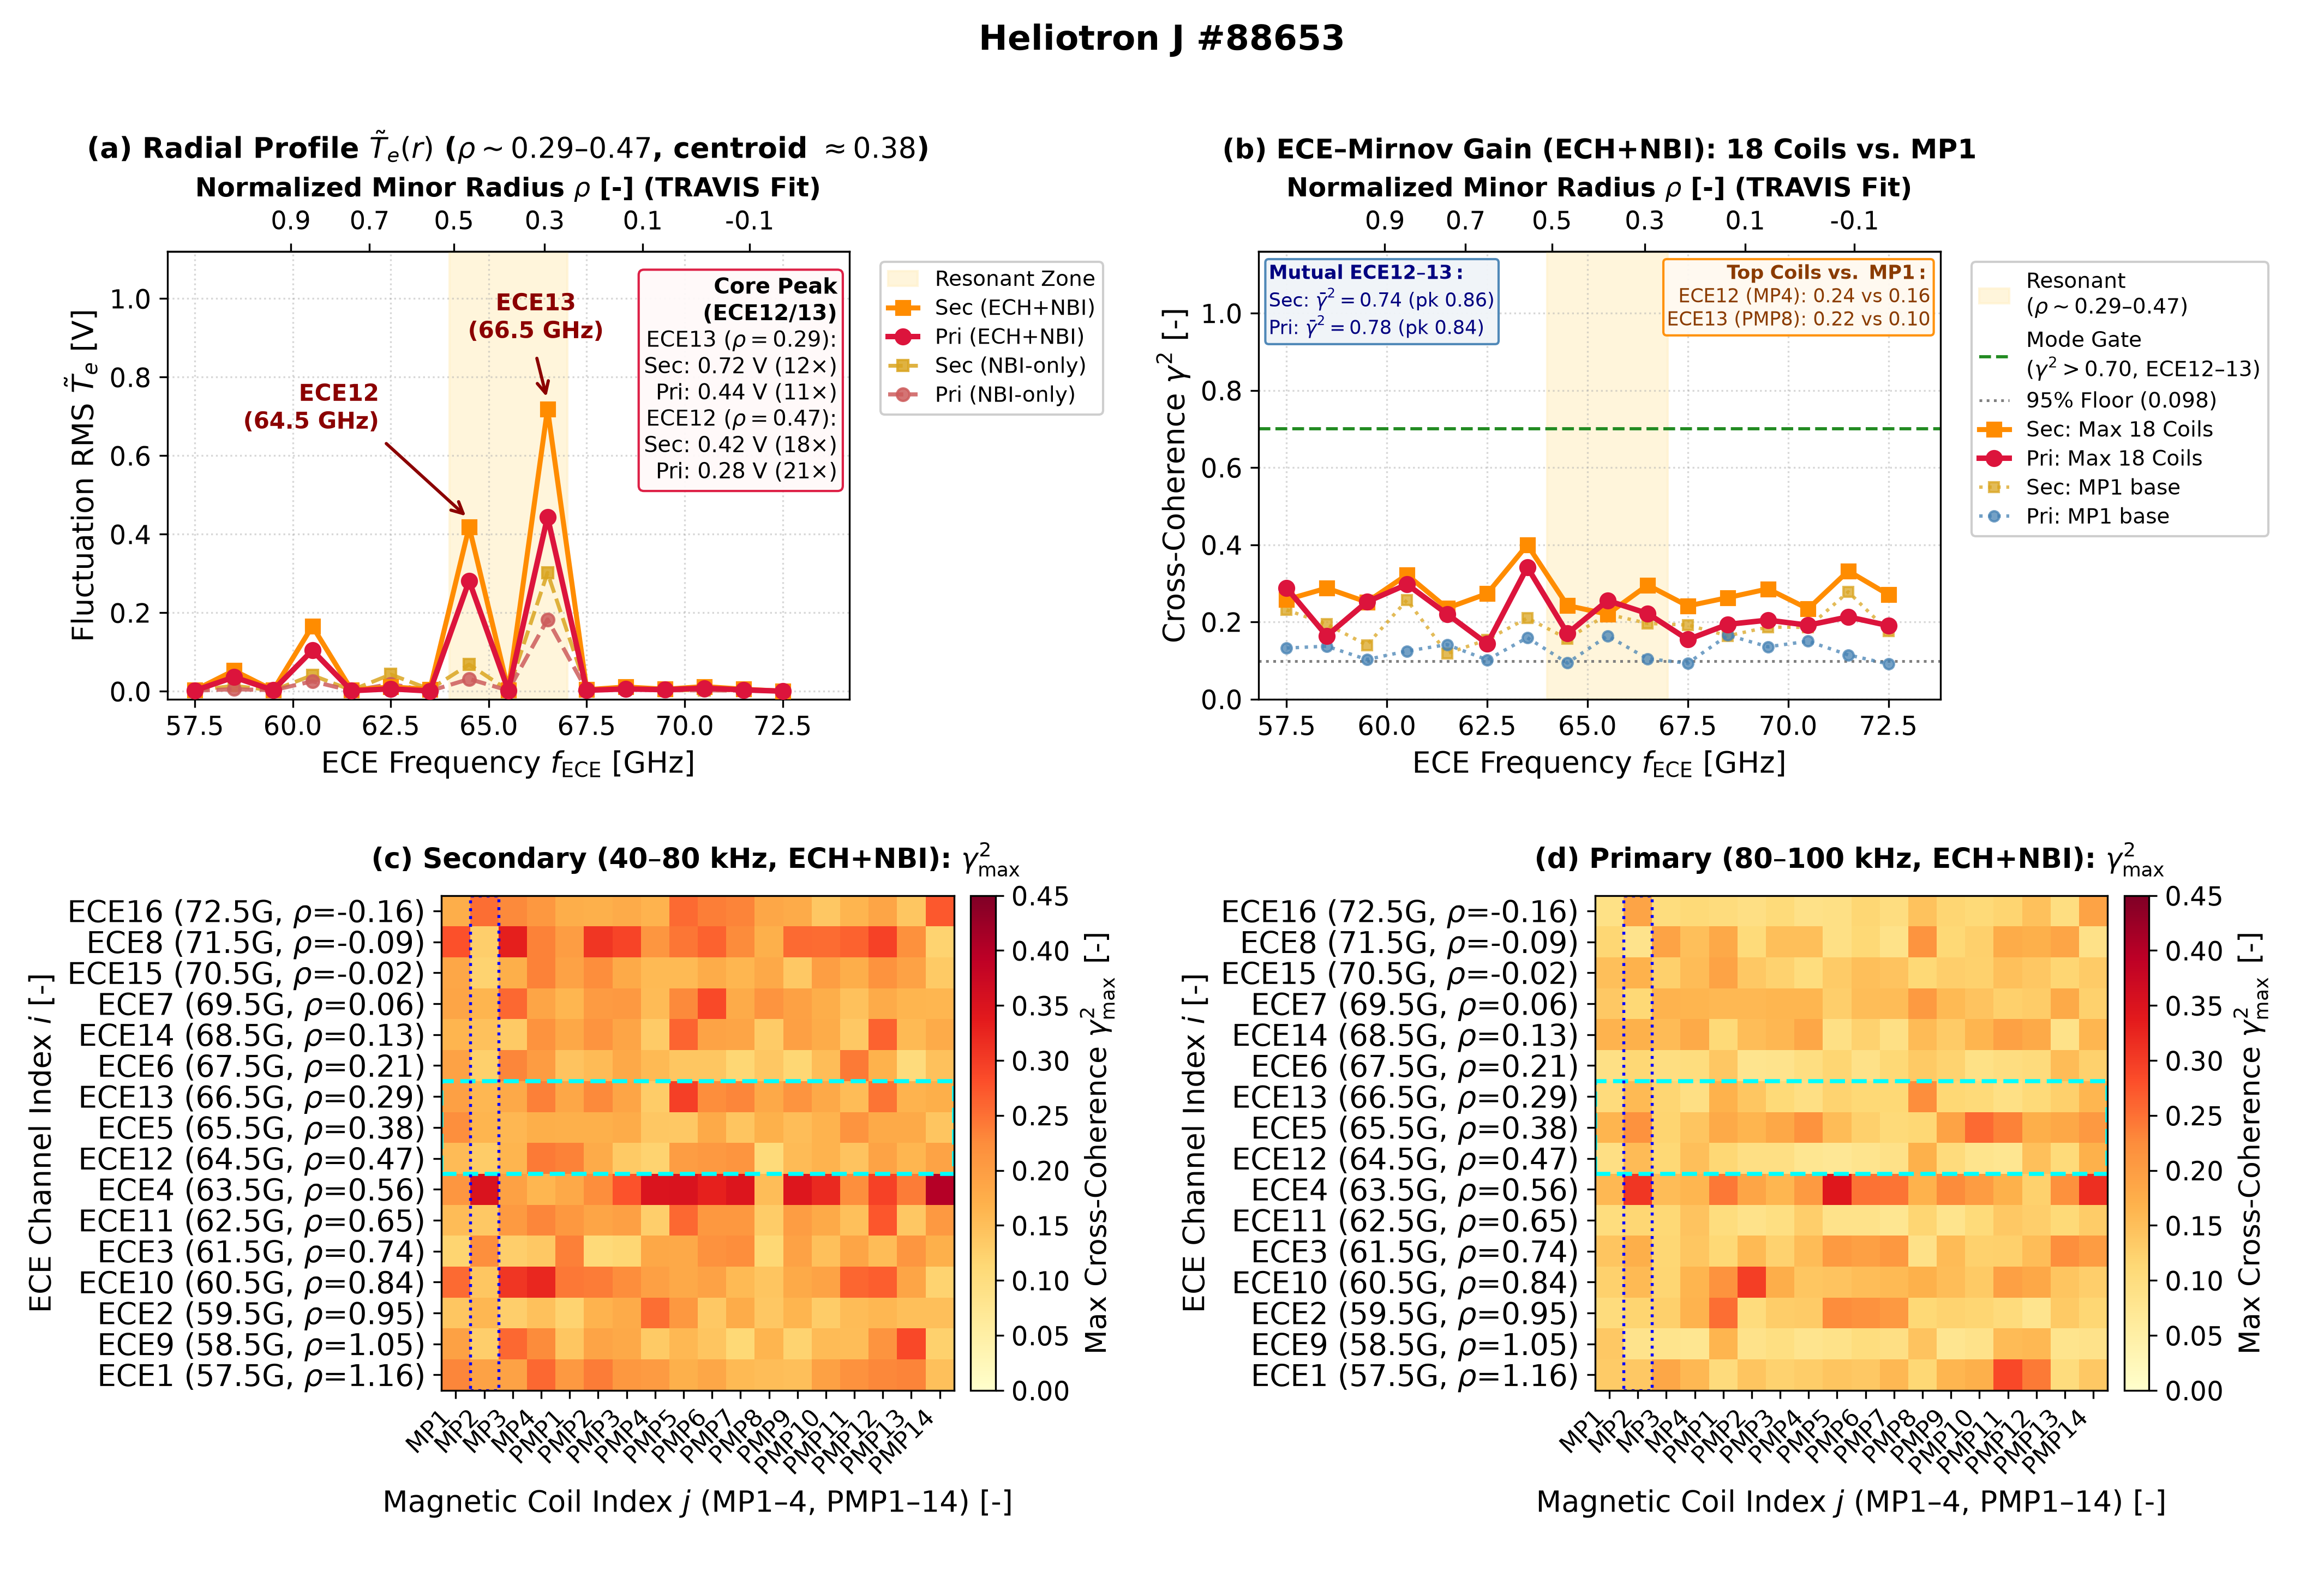 Heliotron J #88653
(a) Radial Profile T̃e(r) (ρ ∼ 0.29–0.47, centroid ≈ 0.38)
Normalized Minor Radius ρ [-] (TRAVIS Fit)
0.9 0.7 0.5 0.3 0.1 -0.1
Fluctuation RMS T̃e [V]
1.0
0.8
0.6
0.4
0.2
0.0
ECE13
(66.5 GHz)
ECE12
(64.5 GHz)
Core Peak
(ECE12/13)
ECE13 (ρ = 0.29):
Sec: 0.72 V (12×)
Pri: 0.44 V (11×)
ECE12 (ρ = 0.47):
Sec: 0.42 V (18×)
Pri: 0.28 V (21×)
57.5 60.0 62.5 65.0 67.5 70.0 72.5
ECE Frequency fECE [GHz]
Resonant Zone
Sec (ECH+NBI)
Pri (ECH+NBI)
Sec (NBI-only)
Pri (NBI-only)
(b) ECE–Mirnov Gain (ECH+NBI): 18 Coils vs. MP1
Normalized Minor Radius ρ [-] (TRAVIS Fit)
0.9 0.7 0.5 0.3 0.1 -0.1
Cross-Coherence γ² [-]
1.0
0.8
0.6
0.4
0.2
0.0
Mutual ECE12–13:
Sec: γ̄² = 0.74 (pk 0.86)
Pri: γ̄² = 0.78 (pk 0.84)
Top Coils vs. MP1:
ECE12 (MP4): 0.24 vs 0.16
ECE13 (PMP8): 0.22 vs 0.10
57.5 60.0 62.5 65.0 67.5 70.0 72.5
ECE Frequency fECE [GHz]
Resonant
(ρ ∼ 0.29–0.47)
Mode Gate
(γ² > 0.70, ECE12–13)
95% Floor (0.098)
Sec: Max 18 Coils
Pri: Max 18 Coils
Sec: MP1 base
Pri: MP1 base
(c) Secondary (40–80 kHz, ECH+NBI): γ²max
ECE Channel Index i [-]
ECE16 (72.5G, ρ=-0.16)
ECE8 (71.5G, ρ=-0.09)
ECE15 (70.5G, ρ=-0.02)
ECE7 (69.5G, ρ=0.06)
ECE14 (68.5G, ρ=0.13)
ECE6 (67.5G, ρ=0.21)
ECE13 (66.5G, ρ=0.29)
ECE5 (65.5G, ρ=0.38)
ECE12 (64.5G, ρ=0.47)
ECE4 (63.5G, ρ=0.56)
ECE11 (62.5G, ρ=0.65)
ECE3 (61.5G, ρ=0.74)
ECE10 (60.5G, ρ=0.84)
ECE2 (59.5G, ρ=0.95)
ECE9 (58.5G, ρ=1.05)
ECE1 (57.5G, ρ=1.16)
MP1 MP2 MP3 MP4 PMP1 PMP2 PMP3 PMP4 PMP5 PMP6 PMP7 PMP8 PMP9 PMP10 PMP11 PMP12 PMP13 PMP14
Magnetic Coil Index j (MP1–4, PMP1–14) [-]
0.45
0.40
0.35
0.30
0.25
0.20
0.15
0.10
0.05
0.00
Max Cross-Coherence γ²max [-]
(d) Primary (80–100 kHz, ECH+NBI): γ²max
ECE Channel Index i [-]
ECE16 (72.5G, ρ=-0.16)
ECE8 (71.5G, ρ=-0.09)
ECE15 (70.5G, ρ=-0.02)
ECE7 (69.5G, ρ=0.06)
ECE14 (68.5G, ρ=0.13)
ECE6 (67.5G, ρ=0.21)
ECE13 (66.5G, ρ=0.29)
ECE5 (65.5G, ρ=0.38)
ECE12 (64.5G, ρ=0.47)
ECE4 (63.5G, ρ=0.56)
ECE11 (62.5G, ρ=0.65)
ECE3 (61.5G, ρ=0.74)
ECE10 (60.5G, ρ=0.84)
ECE2 (59.5G, ρ=0.95)
ECE9 (58.5G, ρ=1.05)
ECE1 (57.5G, ρ=1.16)
MP1 MP2 MP3 MP4 PMP1 PMP2 PMP3 PMP4 PMP5 PMP6 PMP7 PMP8 PMP9 PMP10 PMP11 PMP12 PMP13 PMP14
Magnetic Coil Index j (MP1–4, PMP1–14) [-]
0.45
0.40
0.35
0.30
0.25
0.20
0.15
0.10
0.05
0.00
Max Cross-Coherence γ²max [-]